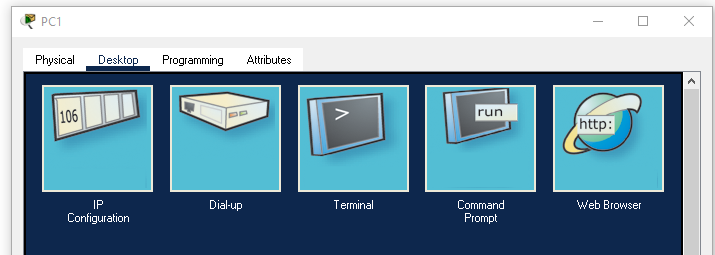 PC1
Physical Desktop Programming Attributes
106
>
run
http:
IP
Configuration
Dial-up
Terminal
Command
Prompt
Web Browser